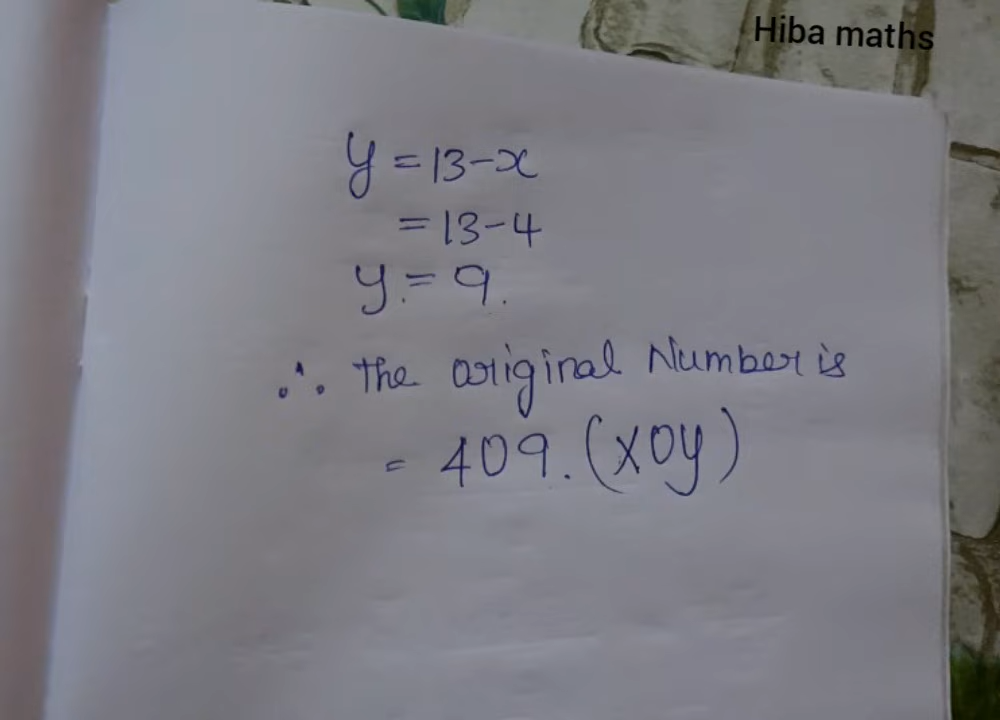 Hiba maths
y = 13-x
= 13-4
y = 9.
∴ the original Number is
= 409. (x0y)